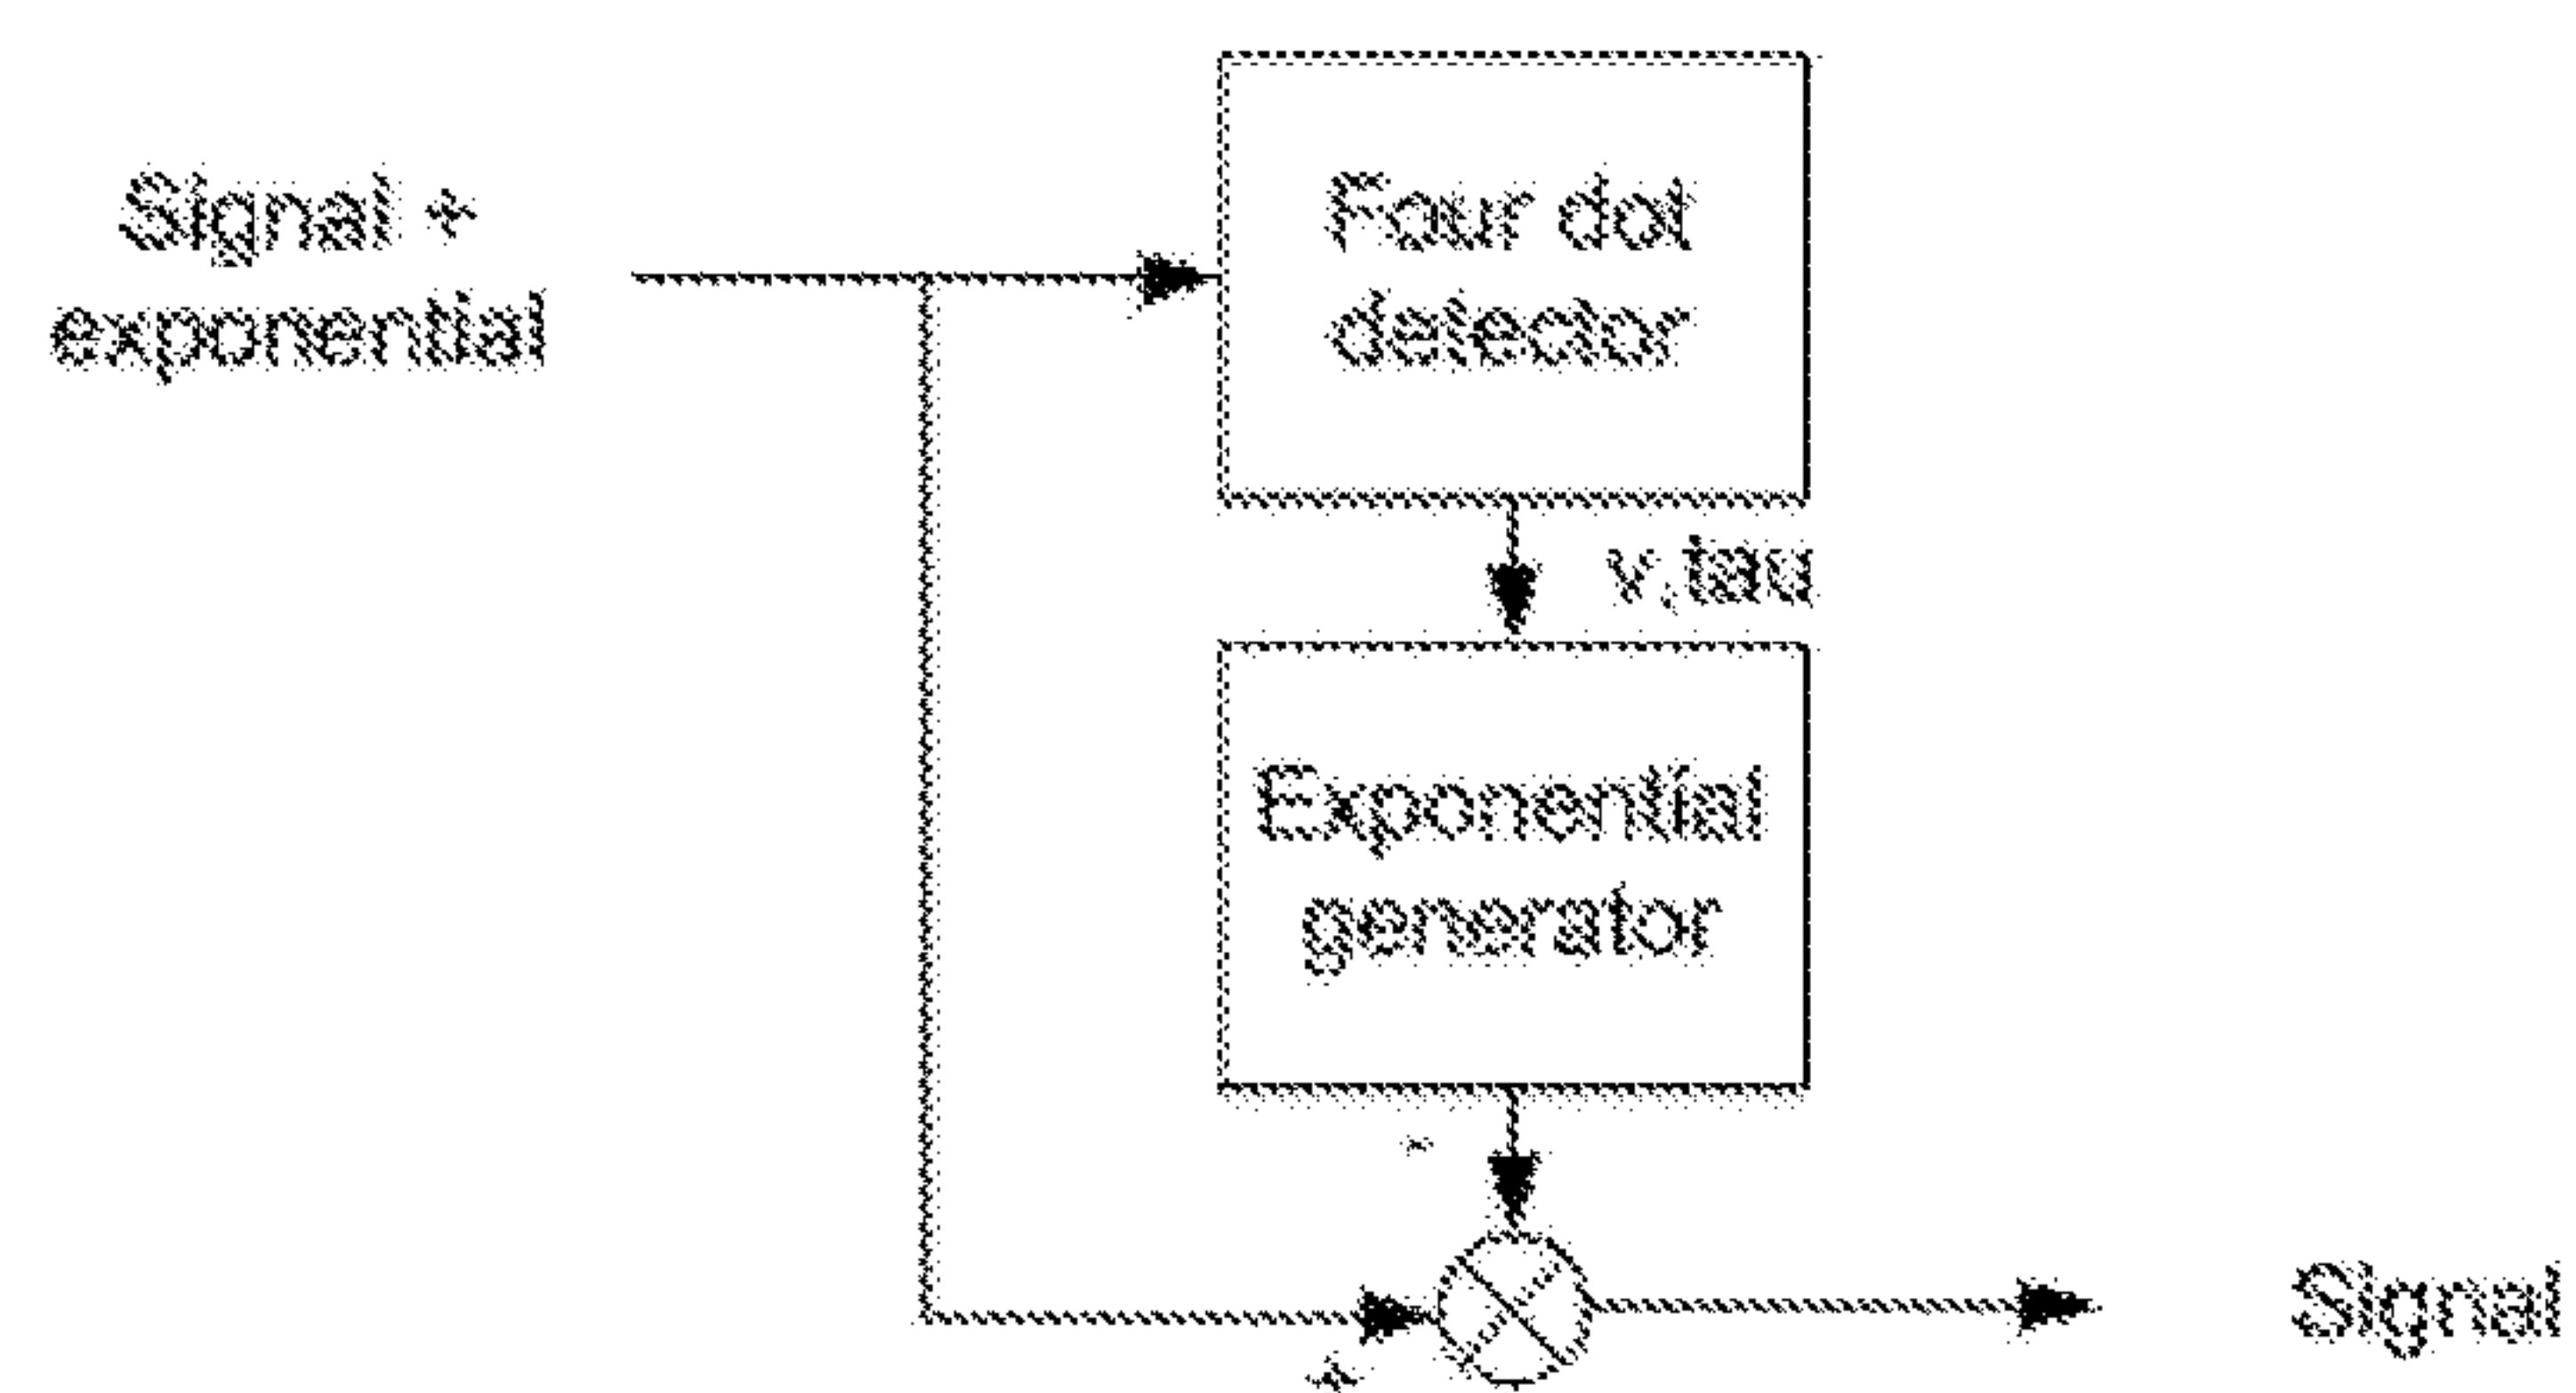 Signal +
exponential
Four dot
detector
v,tau
Exponential
generator
-
+
Signal